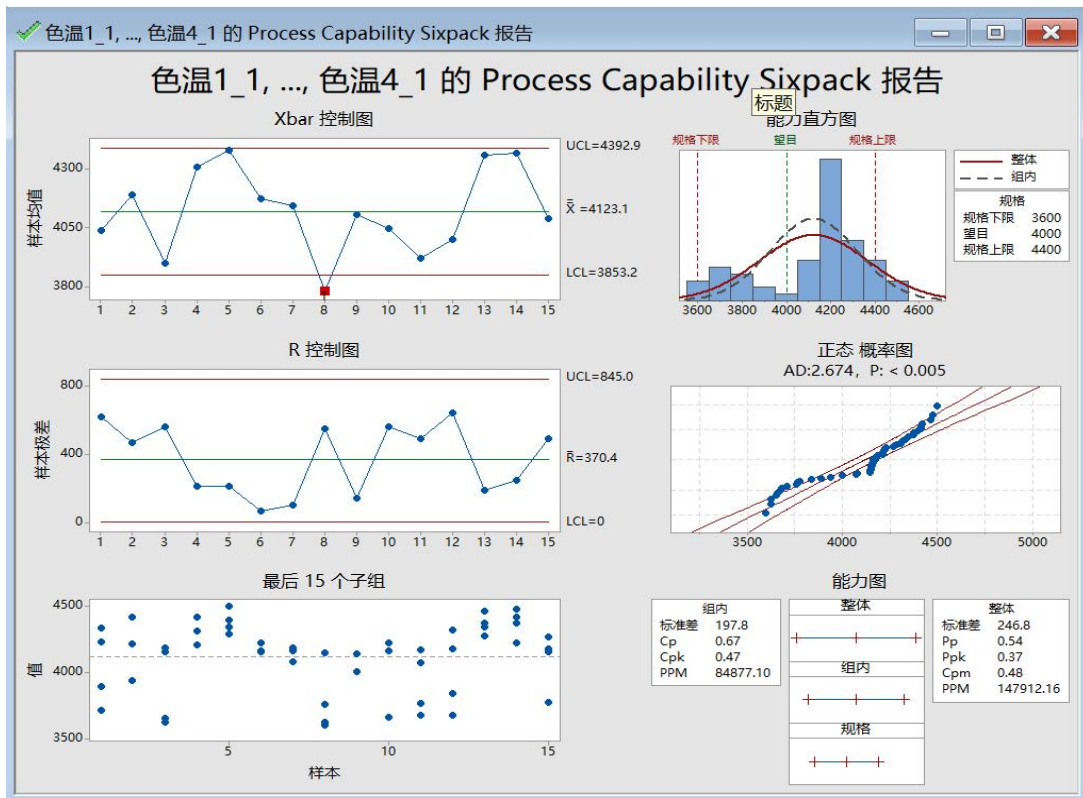 色温1_1, ..., 色温4_1 的 Process Capability Sixpack 报告
色温1_1, ..., 色温4_1 的 Process Capability Sixpack 报告
标题
Xbar 控制图
样本均值
4300
4050
3800
1 2 3 4 5 6 7 8 9 10 11 12 13 14 15
UCL=4392.9
X̿ =4123.1
LCL=3853.2
能力直方图
规格下限 望目 规格上限
3600 3800 4000 4200 4400 4600
整体
组内
规格
规格下限 3600
望目 4000
规格上限 4400
R 控制图
样本极差
800
400
0
1 2 3 4 5 6 7 8 9 10 11 12 13 14 15
UCL=845.0
R̄=370.4
LCL=0
正态 概率图
AD:2.674, P: < 0.005
3500 4000 4500 5000
最后 15 个子组
值
4500
4000
3500
5 10 15
样本
能力图
组内
标准差 197.8
Cp 0.67
Cpk 0.47
PPM 84877.10
整体
组内
规格
整体
标准差 246.8
Pp 0.54
Ppk 0.37
Cpm 0.48
PPM 147912.16